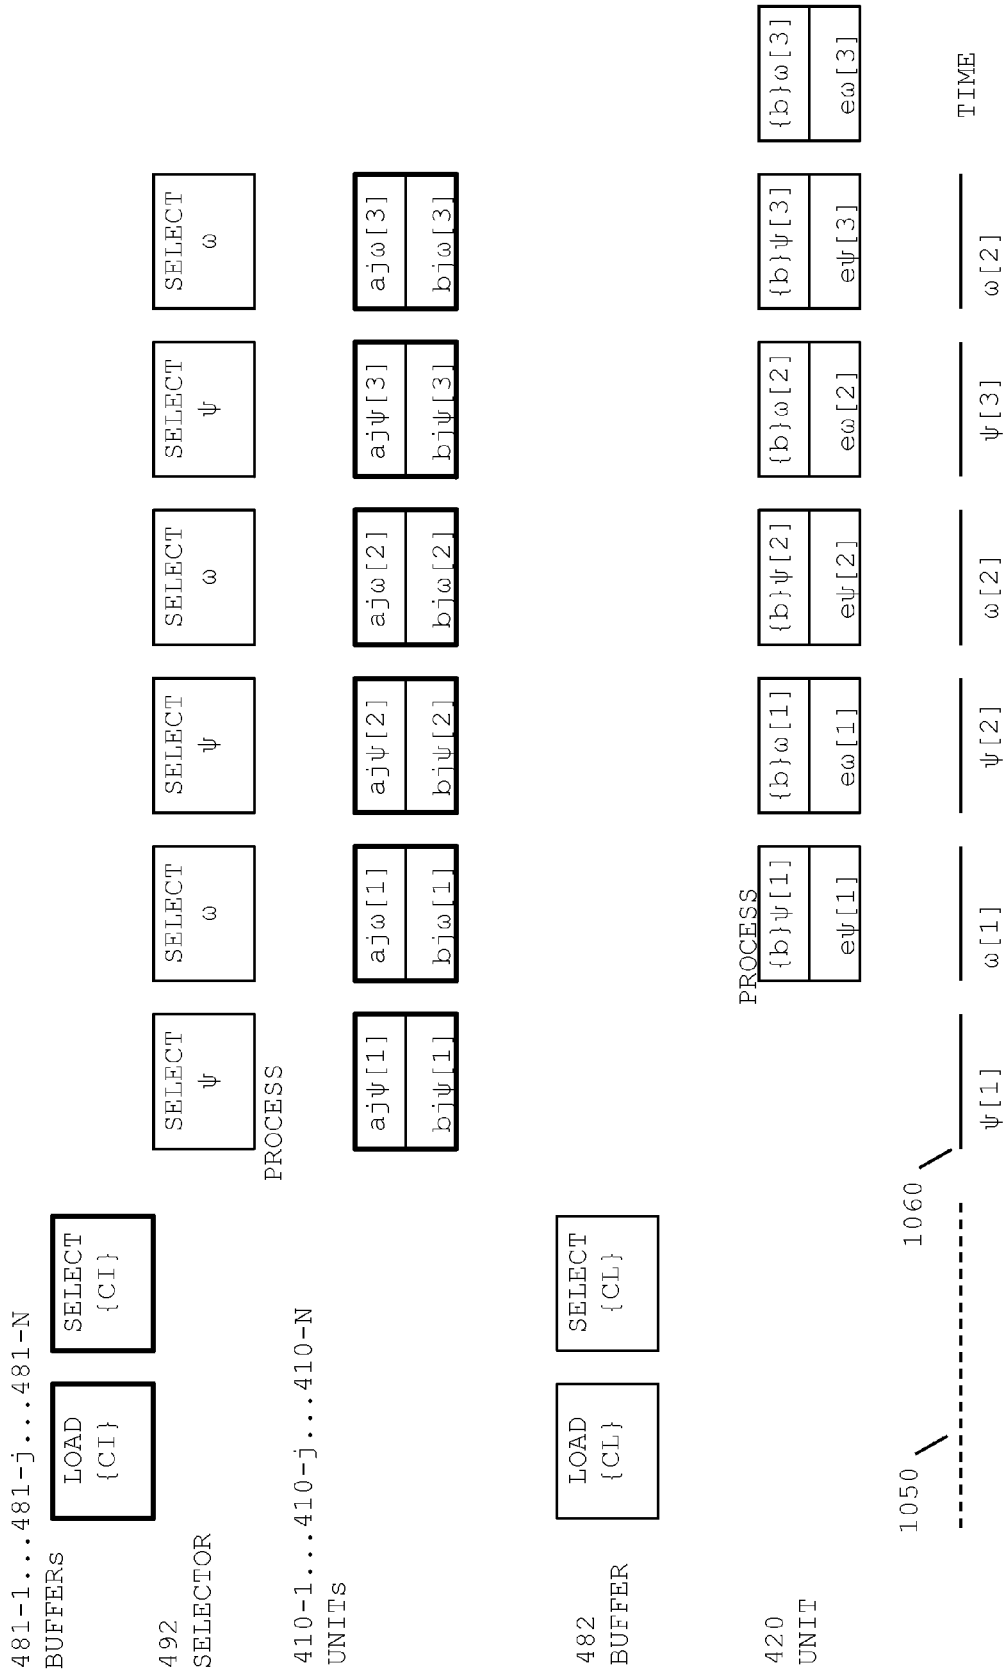 481-1...481-j...481-N
BUFFERs
LOAD
{CI}
SELECT
{CI}
492
SELECTOR
SELECT
ψ
SELECT
ω
SELECT
ψ
SELECT
ω
SELECT
ψ
SELECT
ω
PROCESS
410-1...410-j...410-N
UNITs
ajψ[1]
bjψ[1]
ajω[1]
bjω[1]
ajψ[2]
bjψ[2]
ajω[2]
bjω[2]
ajψ[3]
bjψ[3]
ajω[3]
bjω[3]
482
BUFFER
LOAD
{CL}
SELECT
{CL}
420
UNIT
PROCESS
{b}ψ[1]
eψ[1]
{b}ω[1]
eω[1]
{b}ψ[2]
eψ[2]
{b}ω[2]
eω[2]
{b}ψ[3]
eψ[3]
{b}ω[3]
eω[3]
1050
1060
TIME
ψ[1]
ω[1]
ψ[2]
ω[2]
ψ[3]
ω[2]